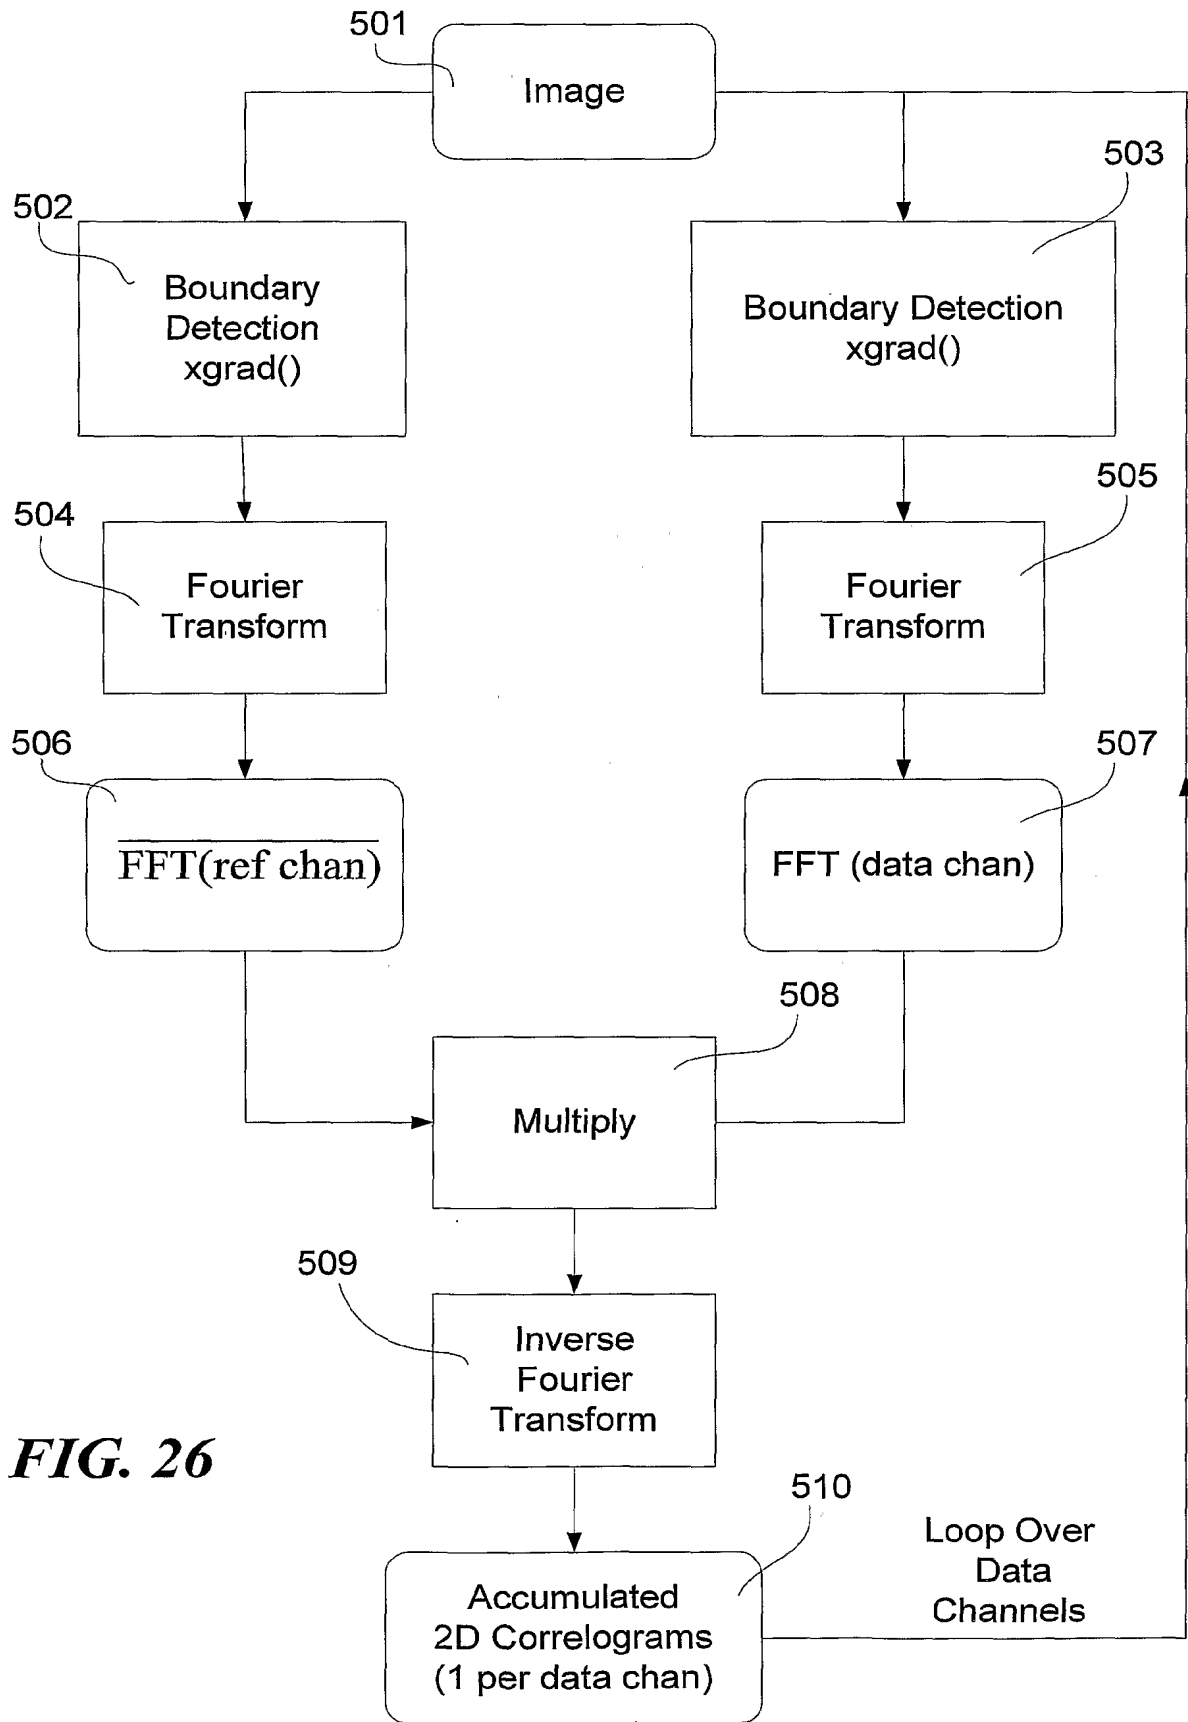 501
Image
503
502
Boundary
Detection
xgrad()
Boundary Detection
xgrad()
505
504
Fourier
Transform
Fourier
Transform
506
507
FFT(ref chan)
FFT (data chan)
508
Multiply
509
Inverse
Fourier
Transform
FIG. 26
510
Loop Over
Data
Channels
Accumulated
2D Correlograms
(1 per data chan)